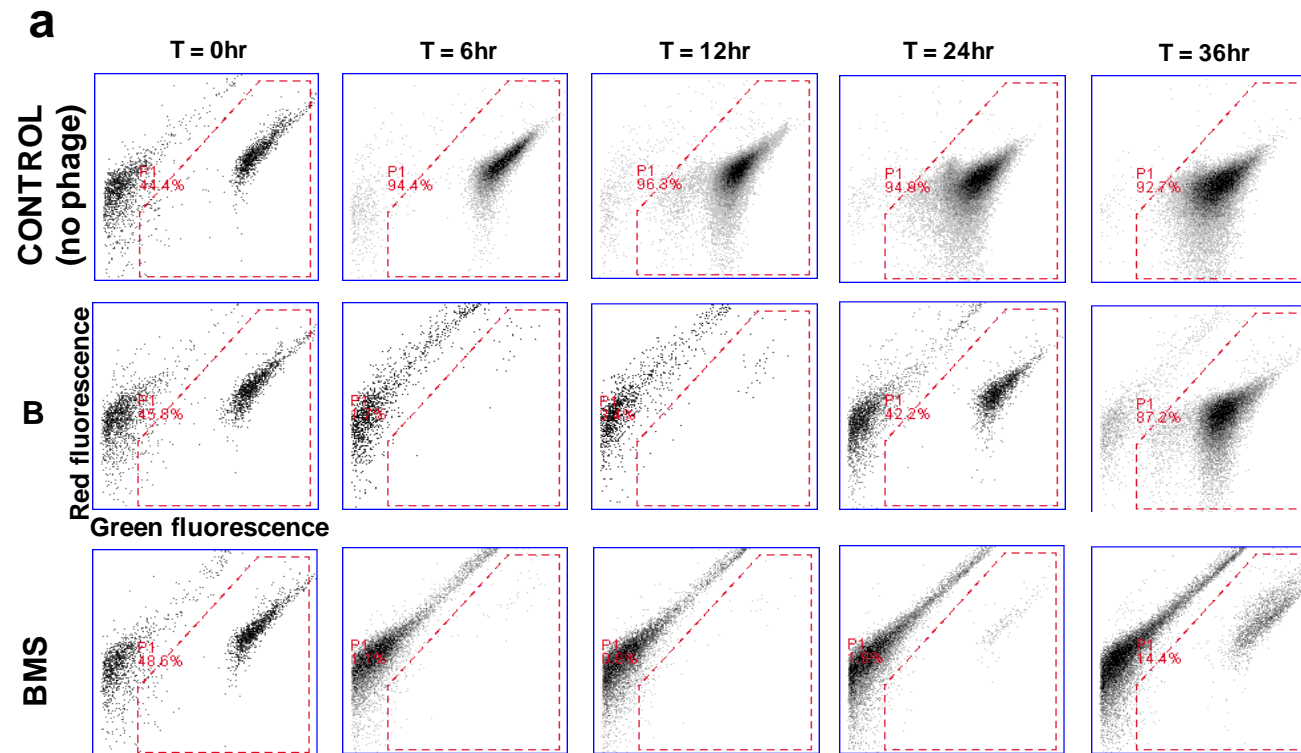 a
T = 0hr
T = 6hr
T = 12hr
T = 24hr
T = 36hr
CONTROL
(no phage)
P1
44.4%
P1
94.4%
P1
96.3%
P1
94.9%
P1
92.7%
B
Red fluorescence
P1
45.8%
P1
P1
P1
42.2%
P1
87.2%
Green fluorescence
BMS
P1
48.6%
P1
P1
P1
P1
14.4%